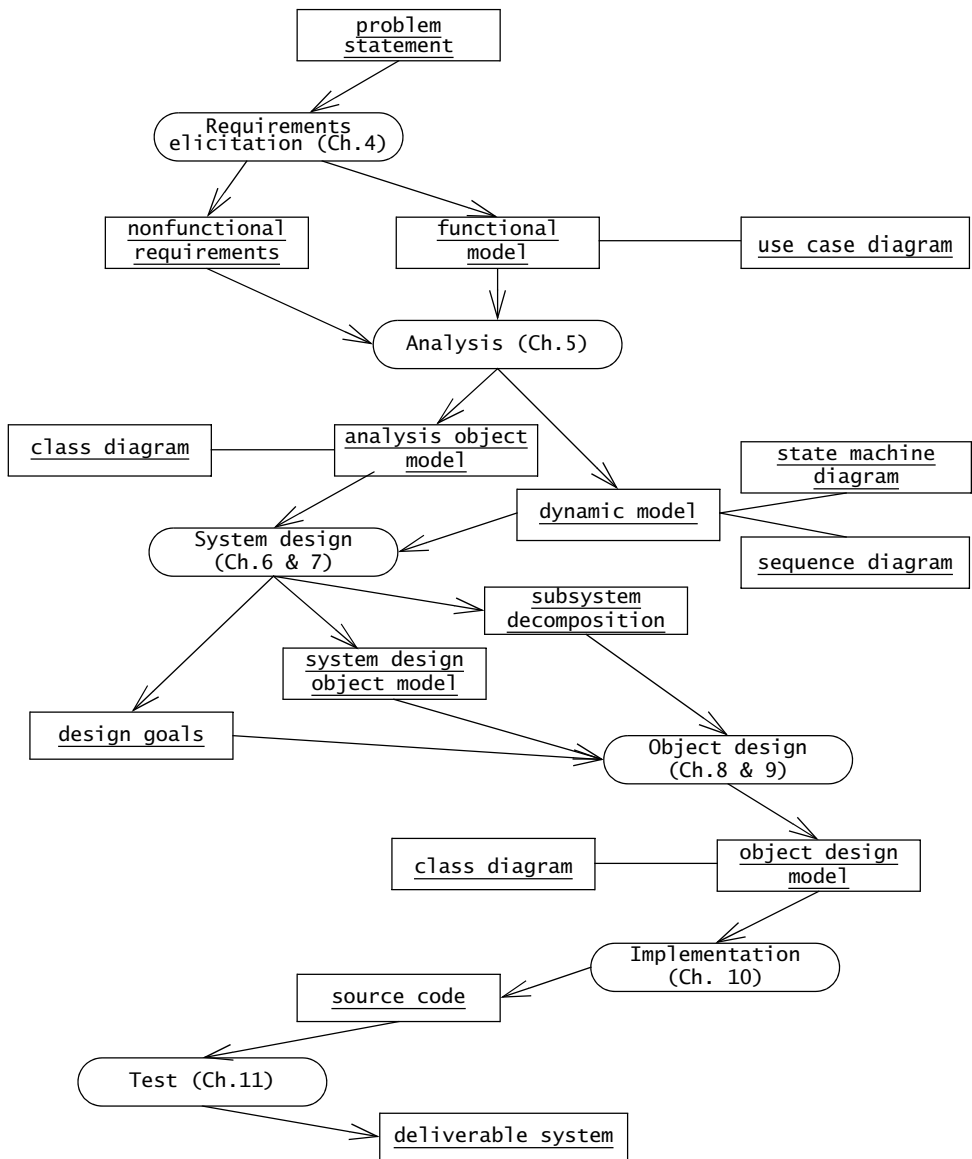 problem
statement
Requirements
elicitation (Ch.4)
nonfunctional
requirements
functional
model
use case diagram
Analysis (Ch.5)
class diagram
analysis object
model
state machine
diagram
dynamic model
System design
(Ch.6 & 7)
sequence diagram
subsystem
decomposition
system design
object model
design goals
Object design
(Ch.8 & 9)
class diagram
object design
model
Implementation
(Ch. 10)
source code
Test (Ch.11)
deliverable system